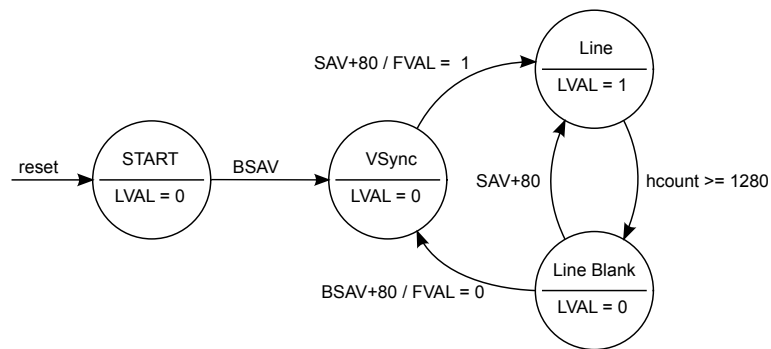 reset
START
LVAL = 0
BSAV
VSync
LVAL = 0
SAV+80 / FVAL = 1
Line
LVAL = 1
SAV+80
hcount >= 1280
Line Blank
LVAL = 0
BSAV+80 / FVAL = 0